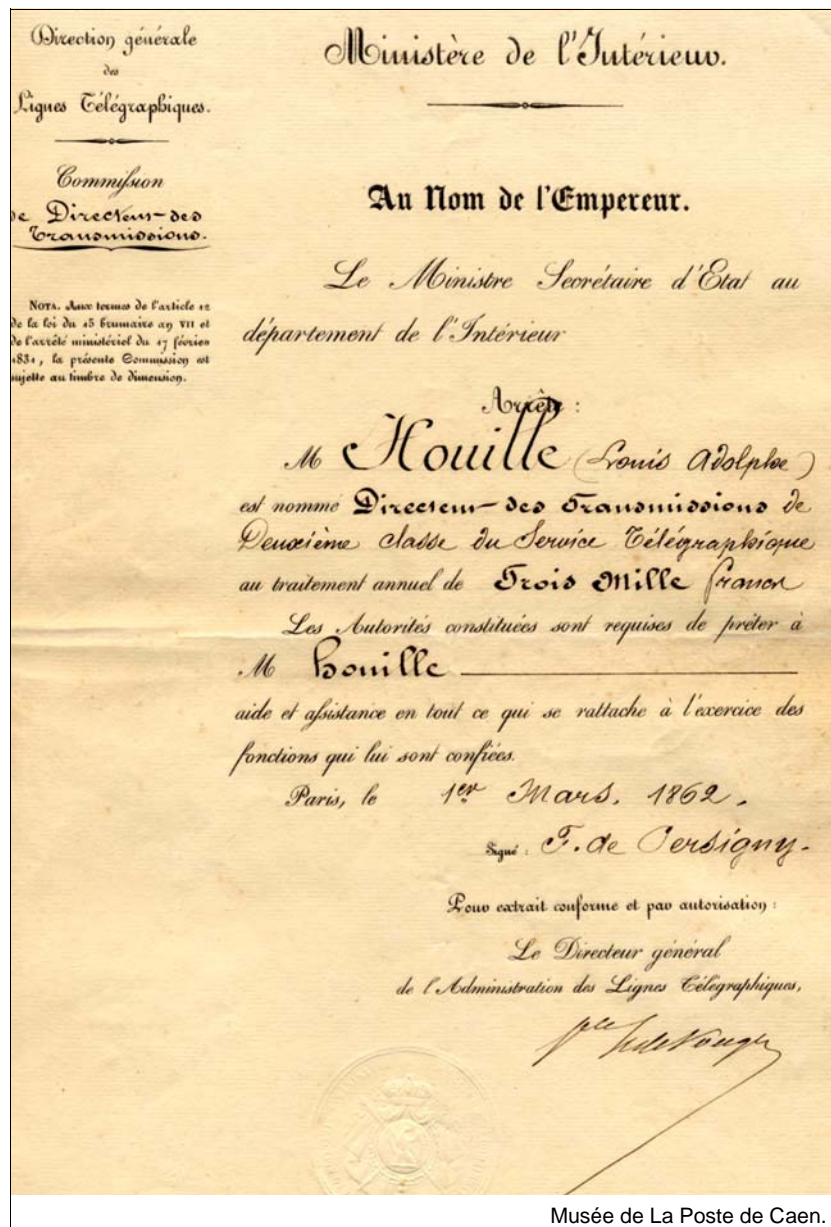 Direction générale
des
Lignes Télégraphiques.
Commission
de Directeur des
Transmissions.
NOTA. Aux termes de l'article 12
de la loi du 13 brumaire an VII et
de l'arrêté ministériel du 17 février
1831, la présente Commission est
sujette au timbre de dimension.
Ministère de l'Intérieur.
Au Nom de l'Empereur.
Le Ministre Secrétaire d'État au
département de l'Intérieur
Arrête :
M Houille (Louis Adolphe)
est nommé Directeur des Transmissions de
Deuxième classe du Service Télégraphique
au traitement annuel de Trois Mille francs
Les Autorités constituées sont requises de prêter à
M houille
aide et assistance en tout ce qui se rattache à l'exercice des
fonctions qui lui sont confiées.
Paris, le 1er Mars. 1862.
Signé : F. de Persigny.
Pour extrait conforme et par autorisation :
Le Directeur général
de l'Administration des Lignes Télégraphiques,
Musée de La Poste de Caen.